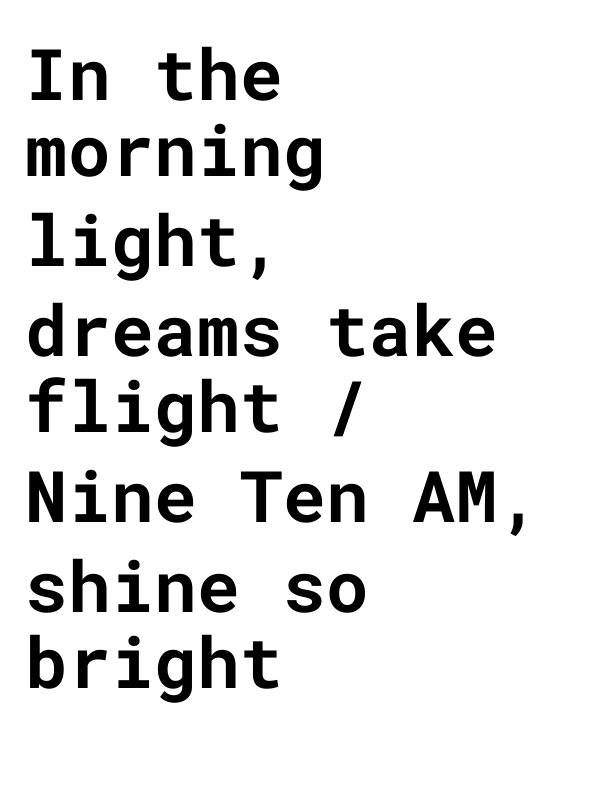 In the
morning
light,
dreams take
flight /
Nine Ten AM,
shine so
bright